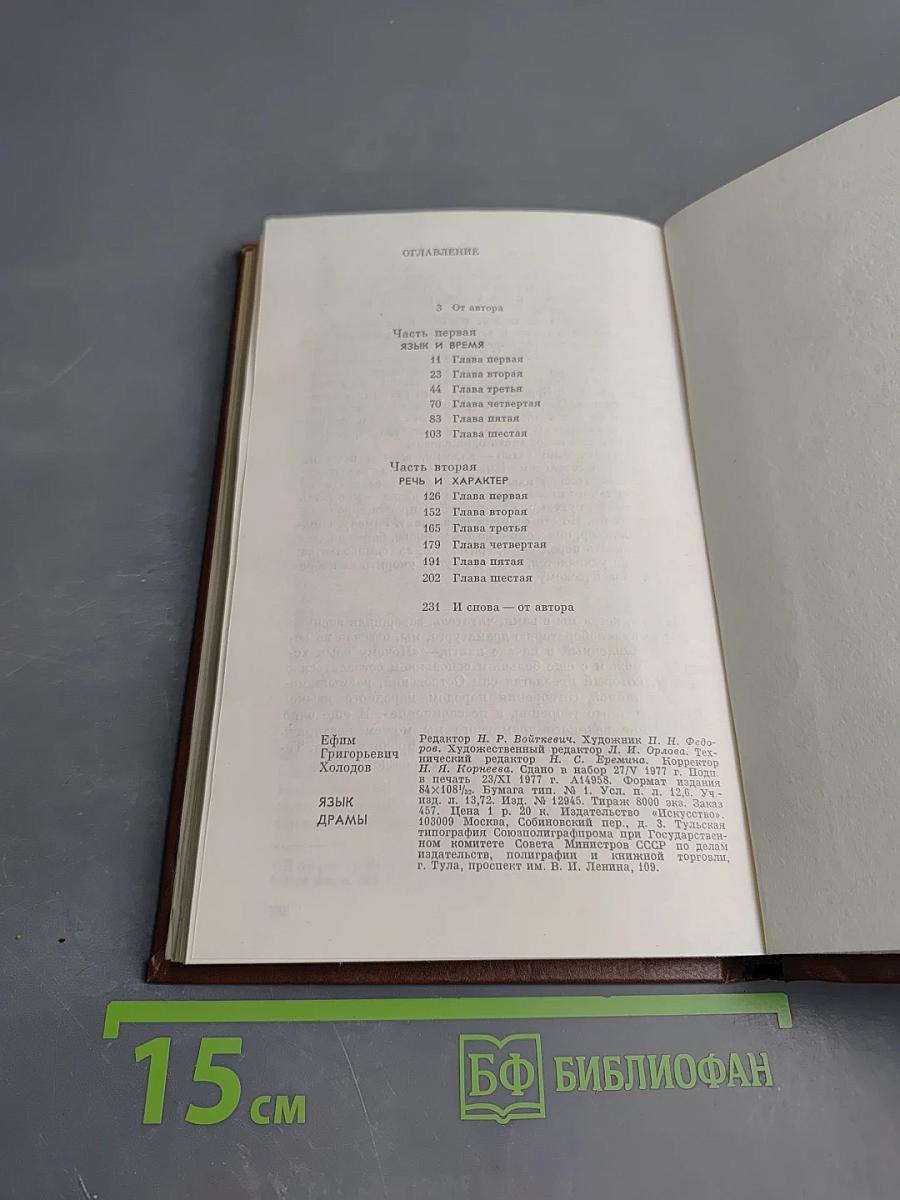 ОГЛАВЛЕНИЕ
3 От автора
Часть первая
ЯЗЫК И ВРЕМЯ
11 Глава первая
23 Глава вторая
44 Глава третья
70 Глава четвертая
83 Глава пятая
103 Глава шестая
Часть вторая
РЕЧЬ И ХАРАКТЕР
126 Глава первая
152 Глава вторая
165 Глава третья
179 Глава четвертая
191 Глава пятая
202 Глава шестая
231 И снова — от автора
Ефим
Григорьевич
Холодов
ЯЗЫК
ДРАМЫ
Редактор Н. Р. Войткевич. Художник П. Н. Федо-
ров. Художественный редактор Л. И. Орлова. Тех-
нический редактор Н. С. Еремина. Корректор
Н. Я. Корнеева. Сдано в набор 27/V 1977 г. Подп.
в печать 23/XI 1977 г. А14958. Формат издания
84×108¹/₃₂. Бумага тип. № 1. Усл. п. л. 12,6. Уч.-
изд. л. 13,72. Изд. № 12945. Тираж 8000 экз. Заказ
457. Цена 1 р. 20 к. Издательство «Искусство».
103009 Москва, Собиновский пер., д. 3. Тульская
типография Союзполиграфпрома при Государствен-
ном комитете Совета Министров СССР по делам
издательств, полиграфии и книжной торговли,
г. Тула, проспект им. В. И. Ленина, 109.
15 см
БФ БИБЛИОФАН